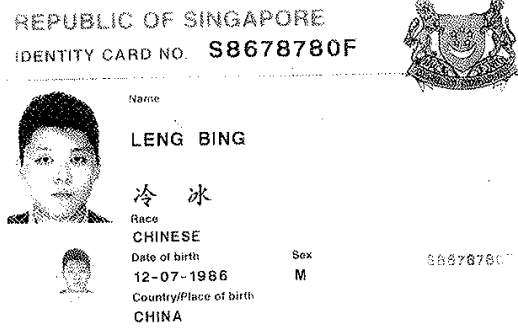 REPUBLIC OF SINGAPORE
IDENTITY CARD NO. S8678780F
Name
LENG BING
冷 冰
Race
CHINESE
Date of birth Sex
12-07-1986 M
S8678780
Country/Place of birth
CHINA